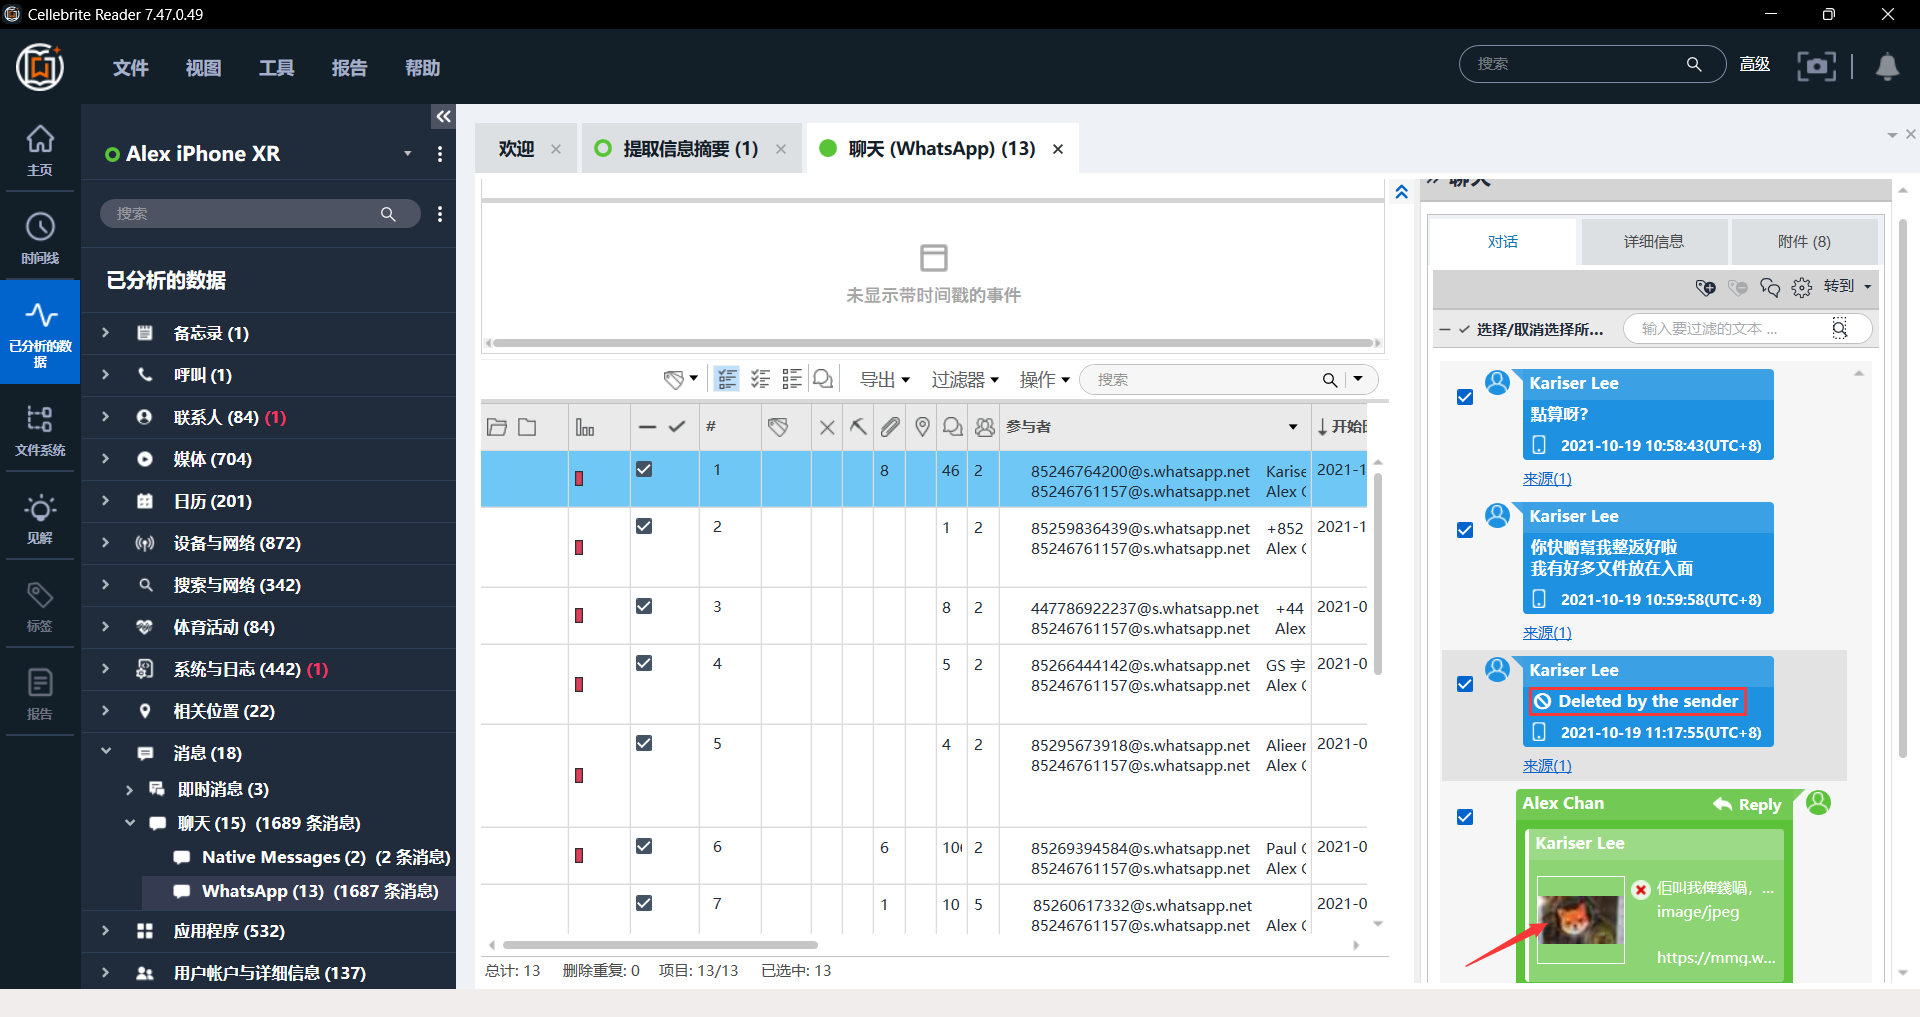 Cellebrite Reader 7.47.0.49
文件 视图 工具 报告 帮助
搜索
高级
主页
时间线
已分析的数
据
文件系统
见解
标签
报告
Alex iPhone XR
搜索
已分析的数据
备忘录 (1)
呼叫 (1)
联系人 (84) (1)
媒体 (704)
日历 (201)
设备与网络 (872)
搜索与网络 (342)
体育活动 (84)
系统与日志 (442) (1)
相关位置 (22)
消息 (18)
即时消息 (3)
聊天 (15) (1689 条消息)
Native Messages (2) (2 条消息)
WhatsApp (13) (1687 条消息)
应用程序 (532)
用户帐户与详细信息 (137)
欢迎 提取信息摘要 (1) 聊天 (WhatsApp) (13)
未显示带时间戳的事件
导出 过滤器 操作 搜索
# 参与者 ↓开始
1 8 46 2 85246764200@s.whatsapp.net Karise 2021-1
85246761157@s.whatsapp.net Alex C
2 1 2 85259836439@s.whatsapp.net +852 2021-1
85246761157@s.whatsapp.net Alex C
3 8 2 447786922237@s.whatsapp.net +44 2021-0
85246761157@s.whatsapp.net Alex
4 5 2 85266444142@s.whatsapp.net GS 宇 2021-0
85246761157@s.whatsapp.net Alex C
5 4 2 85295673918@s.whatsapp.net Alieer 2021-0
85246761157@s.whatsapp.net Alex C
6 6 10 2 85269394584@s.whatsapp.net Paul C 2021-0
85246761157@s.whatsapp.net Alex C
7 1 10 5 85260617332@s.whatsapp.net 2021-0
85246761157@s.whatsapp.net Alex C
总计: 13 删除重复: 0 项目: 13/13 已选中: 13
聊天
对话 详细信息 附件 (8)
转到
选择/取消选择所... 输入要过滤的文本 ...
Kariser Lee
點算呀?
2021-10-19 10:58:43(UTC+8)
来源(1)
Kariser Lee
你快啲幫我整返好啦
我有好多文件放在入面
2021-10-19 10:59:58(UTC+8)
来源(1)
Kariser Lee
Deleted by the sender
2021-10-19 11:17:55(UTC+8)
来源(1)
Alex Chan Reply
Kariser Lee
佢叫我俾錢喎，...
image/jpeg
https://mmg.w...